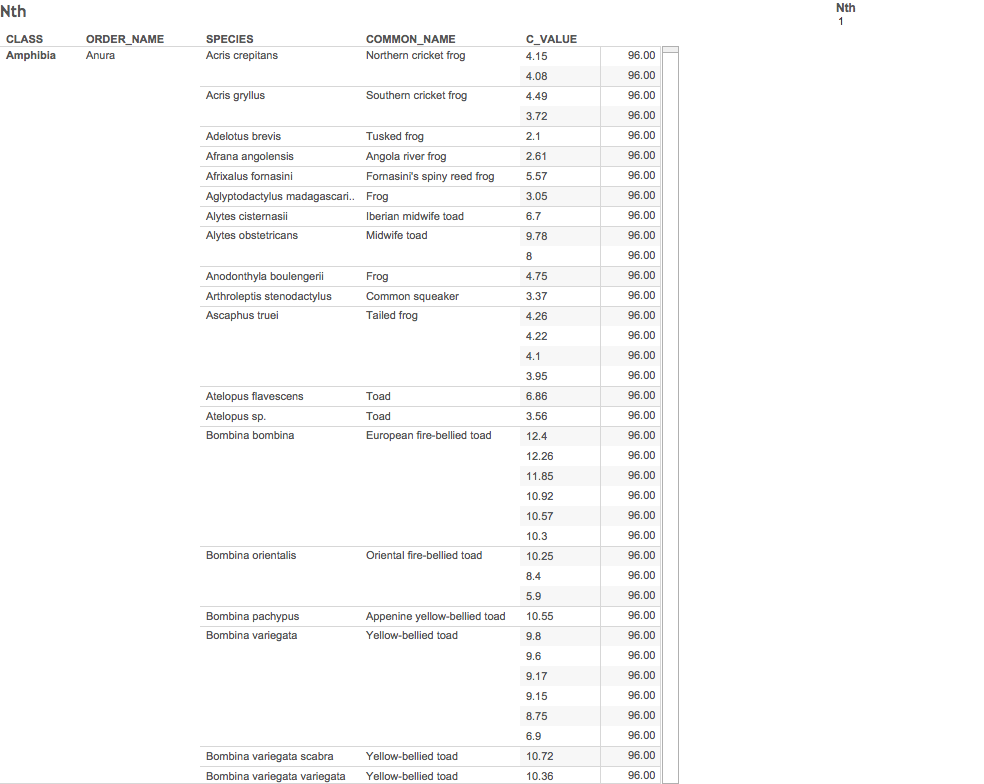 Nth
Nth
1
CLASS ORDER_NAME SPECIES COMMON_NAME C_VALUE
Amphibia Anura Acris crepitans Northern cricket frog 4.15 96.00
4.08 96.00
Acris gryllus Southern cricket frog 4.49 96.00
3.72 96.00
Adelotus brevis Tusked frog 2.1 96.00
Afrana angolensis Angola river frog 2.61 96.00
Afrixalus fornasini Fornasini's spiny reed frog 5.57 96.00
Aglyptodactylus madagascari.. Frog 3.05 96.00
Alytes cisternasii Iberian midwife toad 6.7 96.00
Alytes obstetricans Midwife toad 9.78 96.00
8 96.00
Anodonthyla boulengerii Frog 4.75 96.00
Arthroleptis stenodactylus Common squeaker 3.37 96.00
Ascaphus truei Tailed frog 4.26 96.00
4.22 96.00
4.1 96.00
3.95 96.00
Atelopus flavescens Toad 6.86 96.00
Atelopus sp. Toad 3.56 96.00
Bombina bombina European fire-bellied toad 12.4 96.00
12.26 96.00
11.85 96.00
10.92 96.00
10.57 96.00
10.3 96.00
Bombina orientalis Oriental fire-bellied toad 10.25 96.00
8.4 96.00
5.9 96.00
Bombina pachypus Appenine yellow-bellied toad 10.55 96.00
Bombina variegata Yellow-bellied toad 9.8 96.00
9.6 96.00
9.17 96.00
9.15 96.00
8.75 96.00
6.9 96.00
Bombina variegata scabra Yellow-bellied toad 10.72 96.00
Bombina variegata variegata Yellow-bellied toad 10.36 96.00